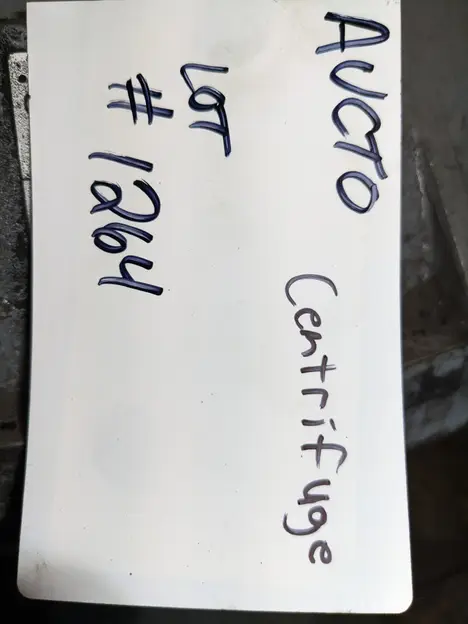 AUCTO
Centrifuge
LOT
#1264